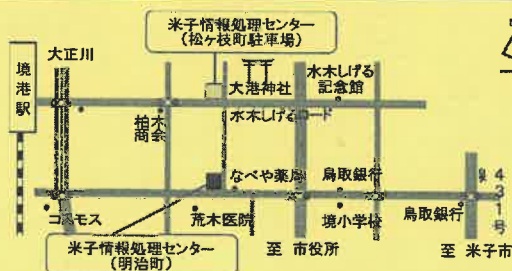 米子情報処理センター
(松ヶ枝町駐車場)
境港駅
大正川
大港神社
水木しげる
記念館
柏木
商会
水木しげるロード
なべや薬局
鳥取銀行
431号
コスモス
荒木医院
境小学校
鳥取銀行
米子情報処理センター
(明治町)
至 市役所
至 米子市